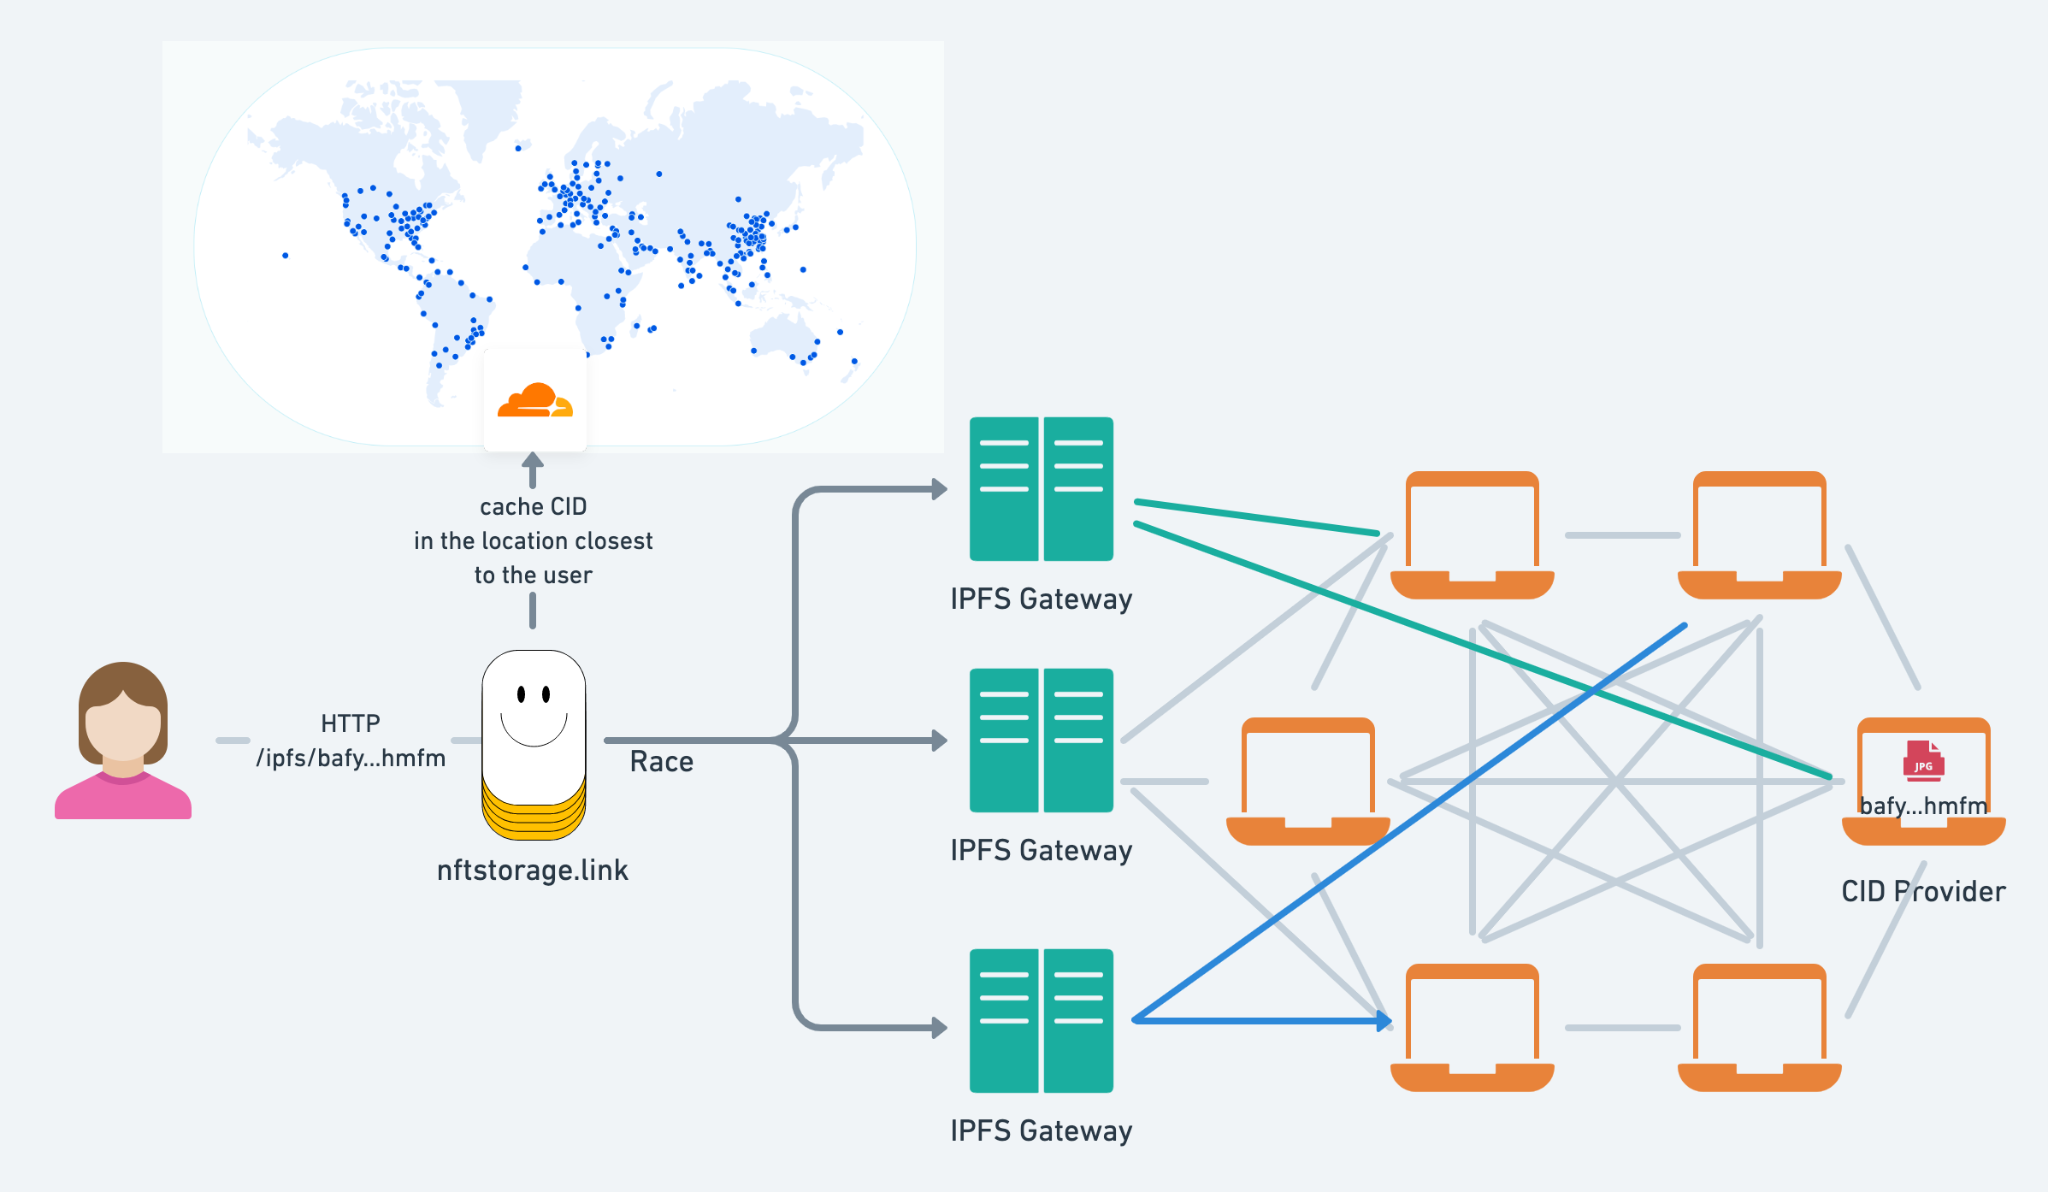 cache CID
in the location closest
to the user
HTTP
/ipfs/bafy...hmfm
nftstorage.link
Race
IPFS Gateway
IPFS Gateway
IPFS Gateway
JPG
bafy...hmfm
CID Provider